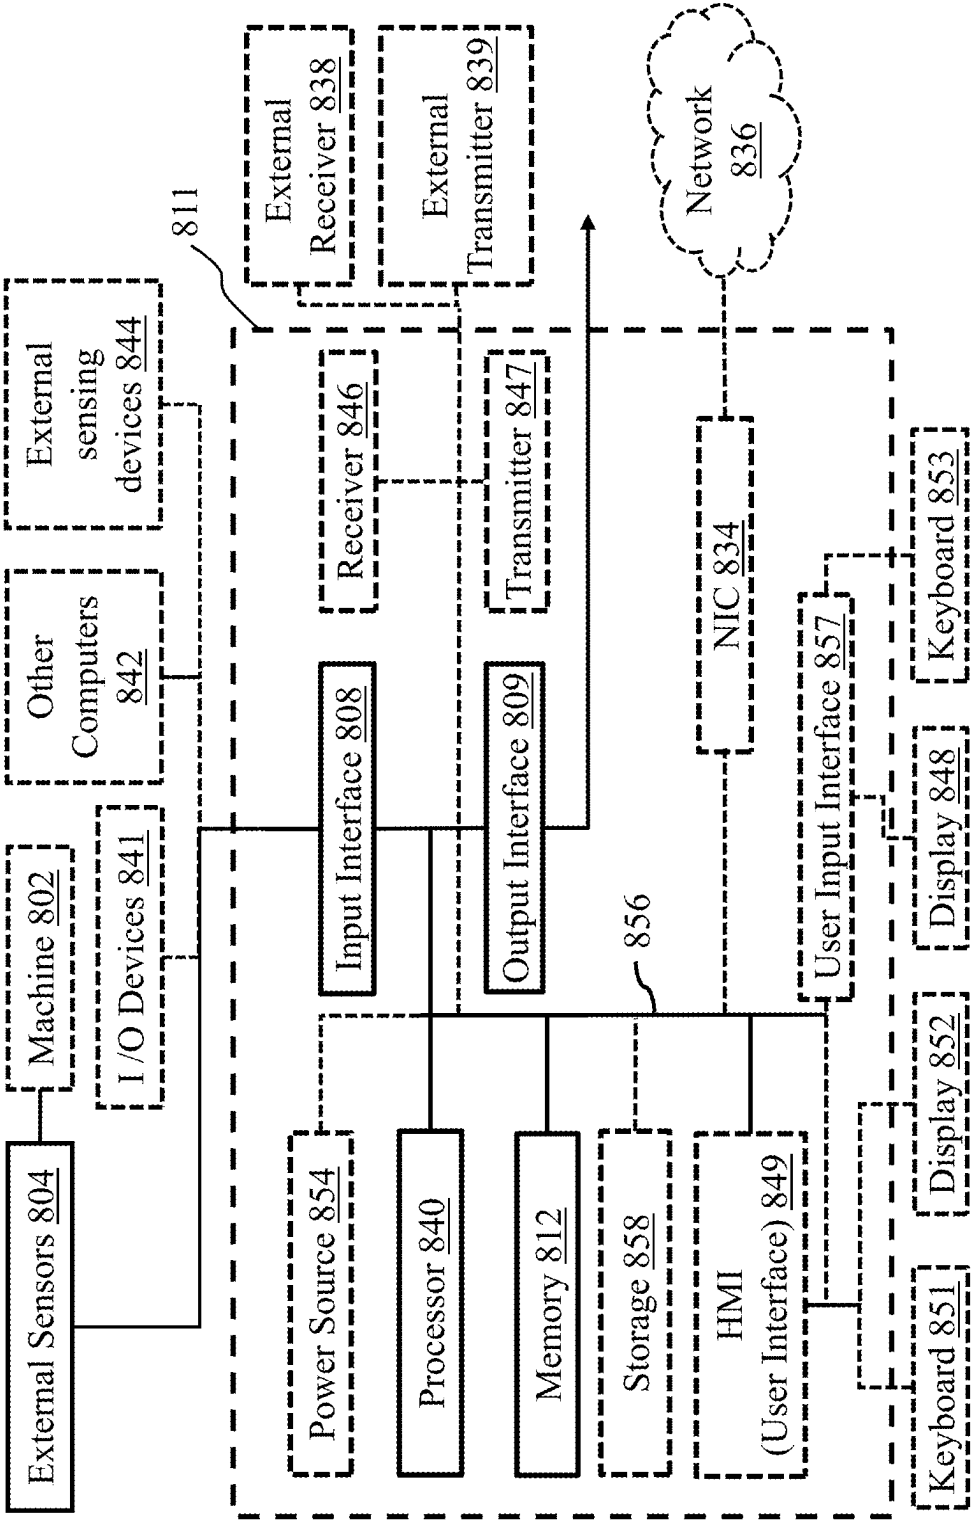 External Sensors 804
Machine 802
I /O Devices 841
Other
Computers
842
External
sensing
devices 844
811
External
Receiver 838
External
Transmitter 839
Power Source 854
Input Interface 808
Receiver 846
Processor 840
Output Interface 809
Transmitter 847
Memory 812
856
Storage 858
NIC 834
Network
836
HMI
(User Interface) 849
User Input Interface 857
Keyboard 851
Display 852
Display 848
Keyboard 853